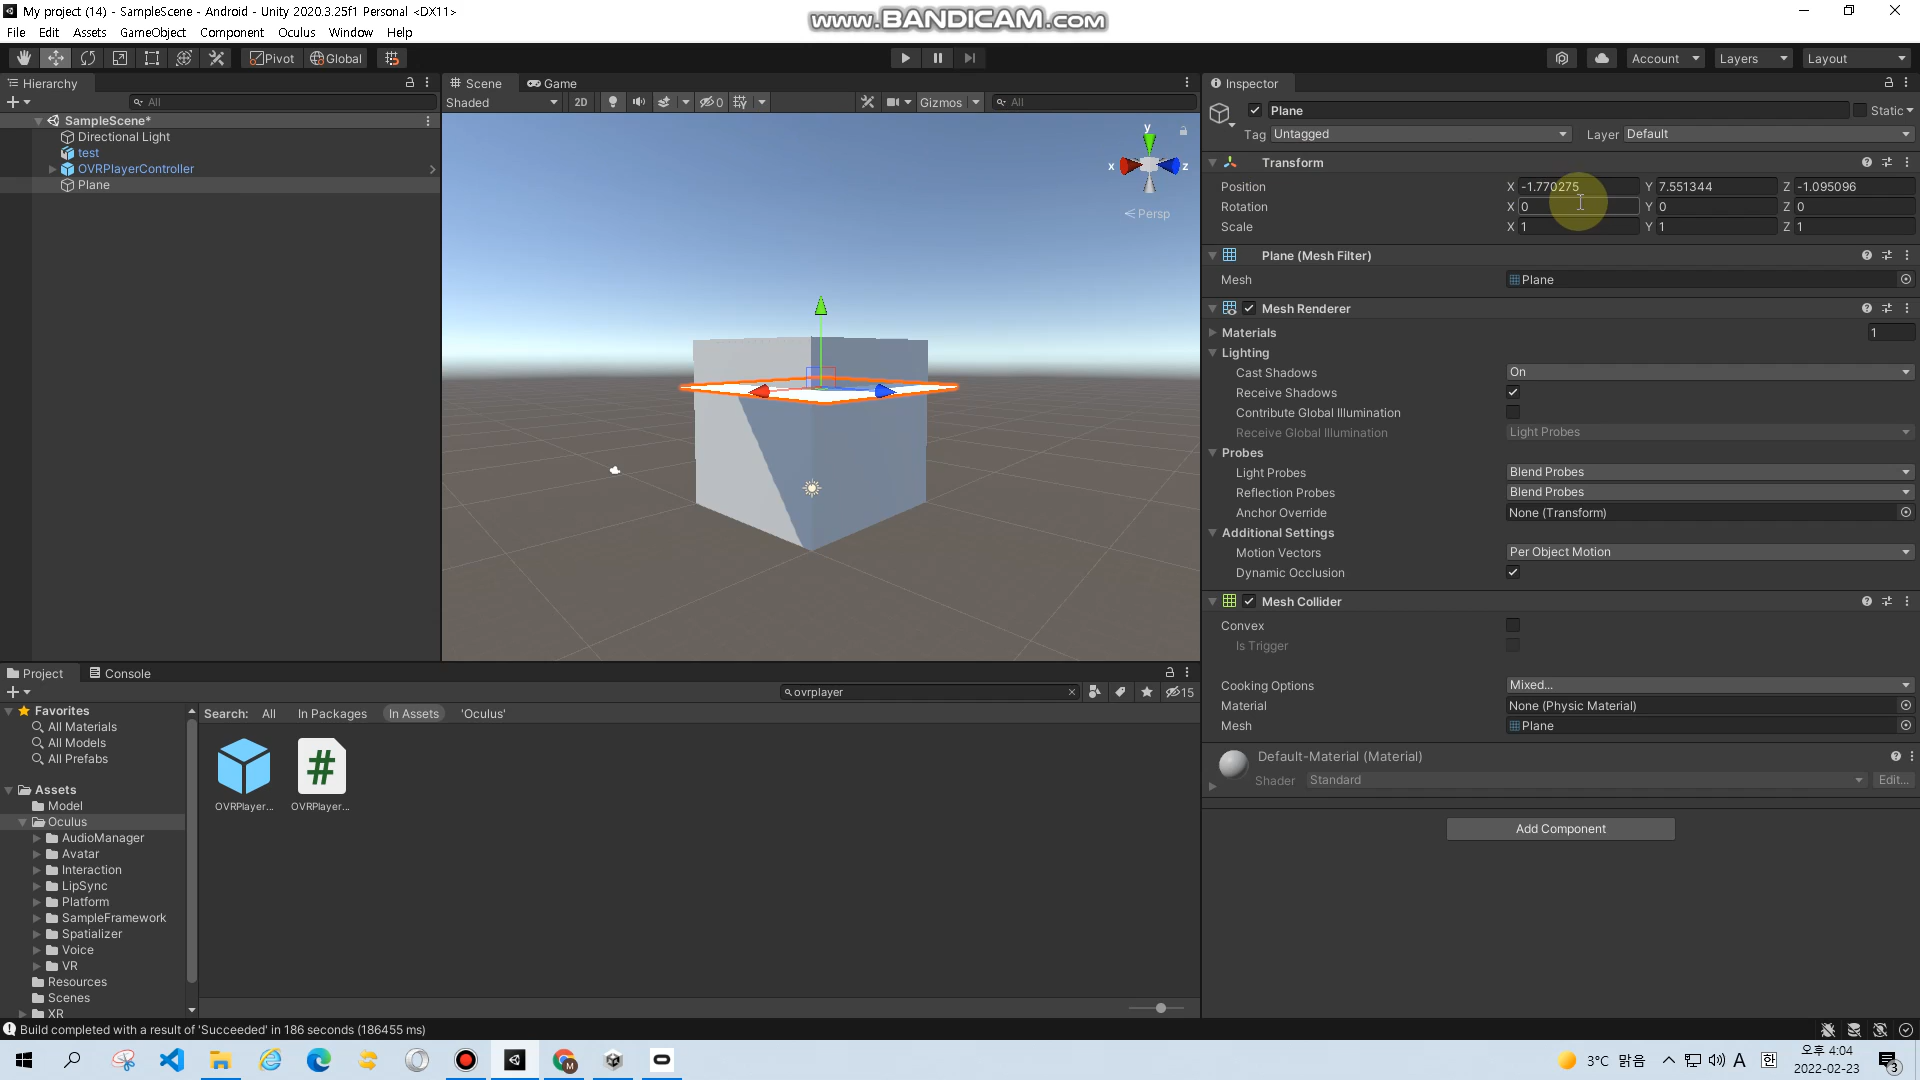 My project (14) - SampleScene - Android - Unity 2020.3.25f1 Personal <DX11>
www.BANDICAM.com
File Edit Assets GameObject Component Oculus Window Help
Pivot Global Account Layers Layout
Hierarchy
All
SampleScene*
Directional Light
test
OVRPlayerController
Plane
Scene Game
Shaded 2D 0 Gizmos All
y
x z
Persp
Inspector
Plane Static
Tag Untagged Layer Default
Transform
Position X -1.770275 Y 7.551344 Z -1.095096
Rotation X 0 Y 0 Z 0
Scale X 1 Y 1 Z 1
Plane (Mesh Filter)
Mesh Plane
Mesh Renderer
Materials 1
Lighting
Cast Shadows On
Receive Shadows
Contribute Global Illumination
Receive Global Illumination Light Probes
Probes
Light Probes Blend Probes
Reflection Probes Blend Probes
Anchor Override None (Transform)
Additional Settings
Motion Vectors Per Object Motion
Dynamic Occlusion
Mesh Collider
Convex
Is Trigger
Cooking Options Mixed...
Material None (Physic Material)
Mesh Plane
Default-Material (Material)
Shader Standard Edit...
Add Component
Project Console
ovrplayer 15
Favorites
All Materials
All Models
All Prefabs
Assets
Model
Oculus
AudioManager
Avatar
Interaction
LipSync
Platform
SampleFramework
Spatializer
Voice
VR
Resources
Scenes
XR
Search: All In Packages In Assets 'Oculus'
#
OVRPlayer... OVRPlayer...
Build completed with a result of 'Succeeded' in 186 seconds (186455 ms)
M
3°C 맑음 A 한 오후 4:04
2022-02-23 3